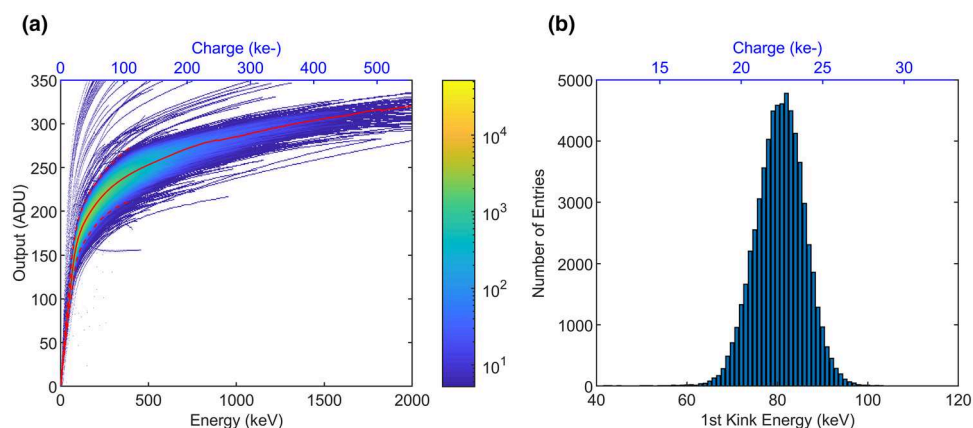 (a)
Charge (ke-)
0 100 200 300 400 500
350
300
250
200
150
100
50
0
Output (ADU)
0 500 1000 1500 2000
Energy (keV)
10^4
10^3
10^2
10^1
(b)
Charge (ke-)
15 20 25 30
5000
4000
3000
2000
1000
0
Number of Entries
40 60 80 100 120
1st Kink Energy (keV)